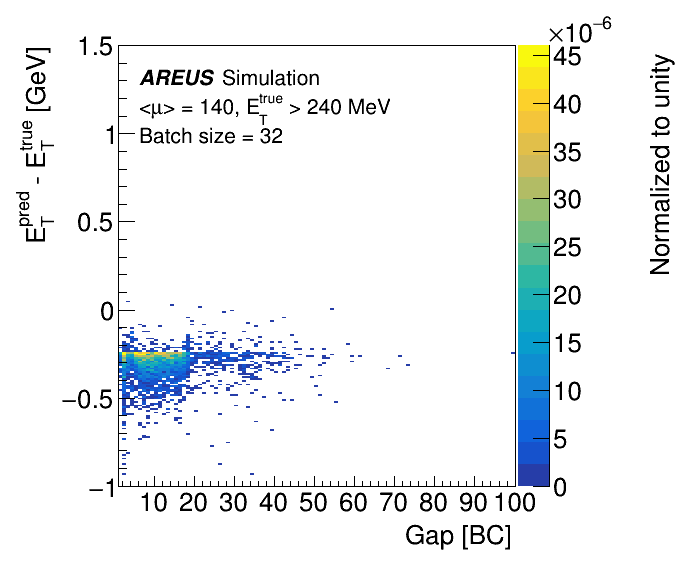 ×10⁻⁶
AREUS Simulation
<μ> = 140, E_T^true > 240 MeV
Batch size = 32
E_T^pred - E_T^true [GeV]
1.5
1
0.5
0
−0.5
−1
10 20 30 40 50 60 70 80 90 100
Gap [BC]
45
40
35
30
25
20
15
10
5
0
Normalized to unity